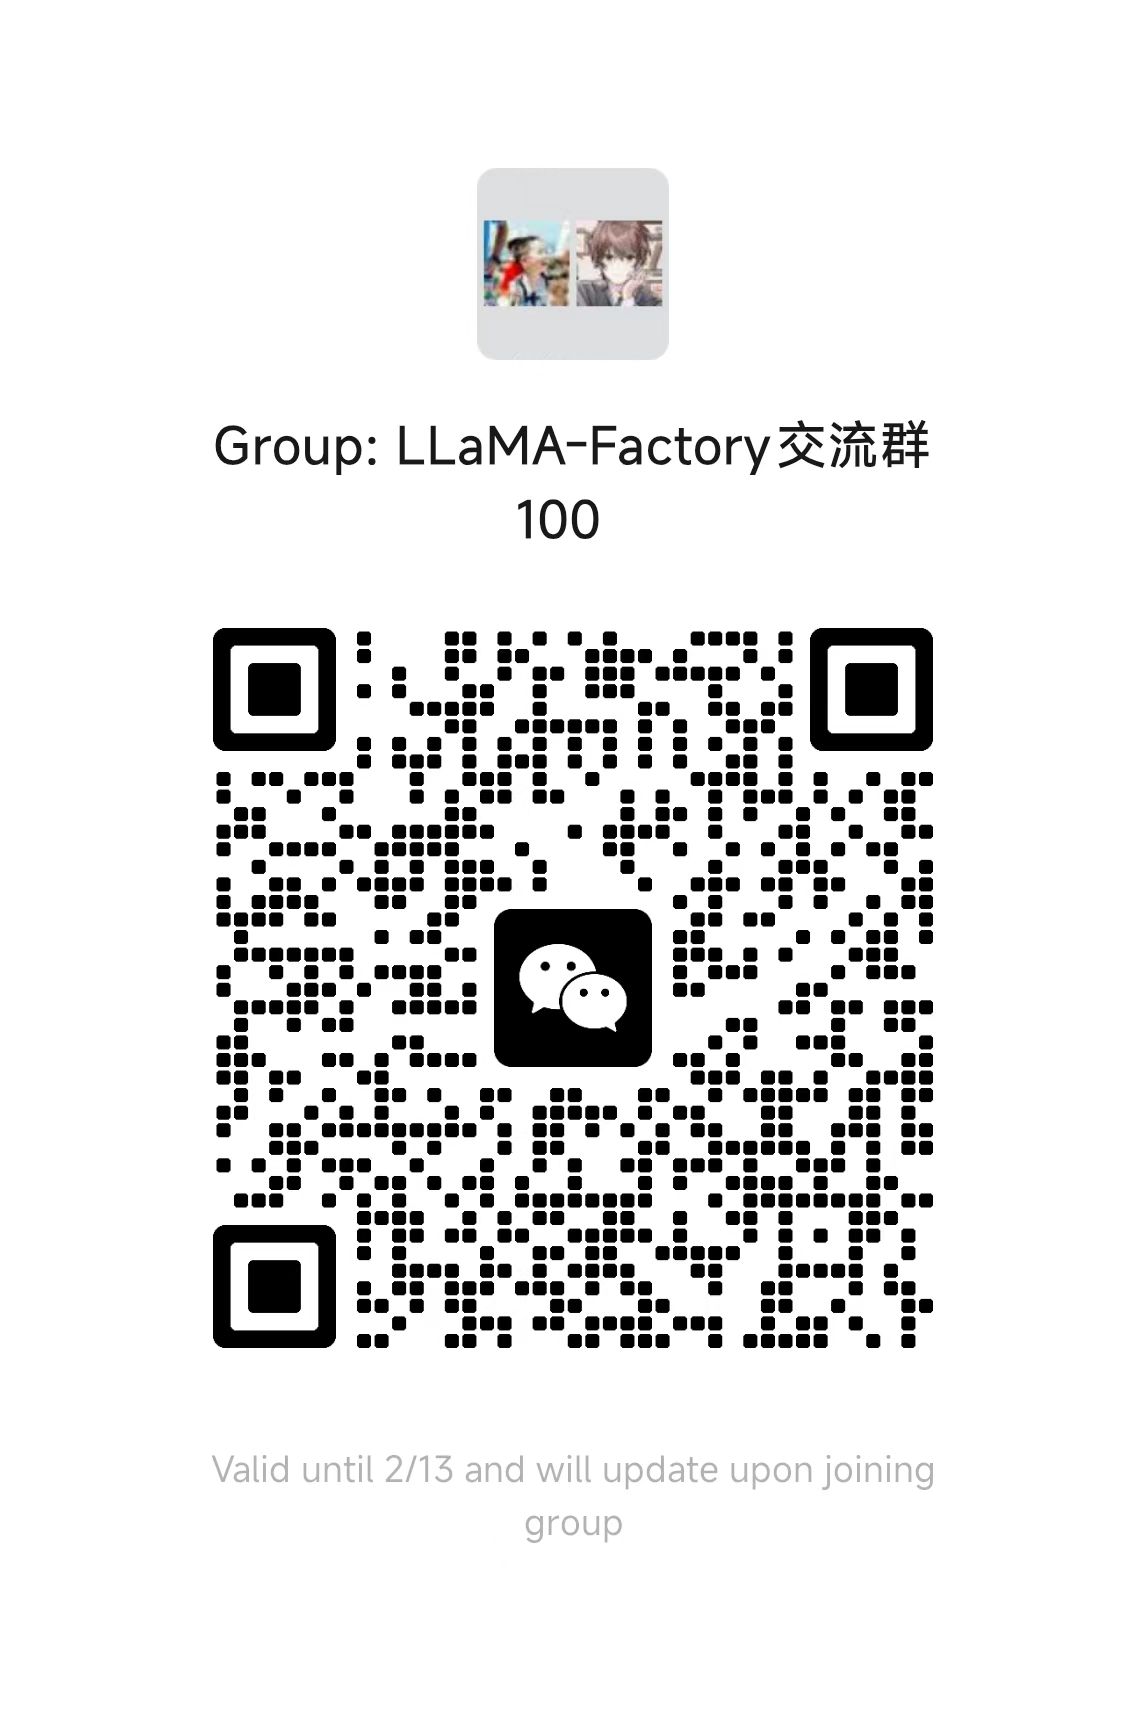 Group: LLaMA-Factory交流群
100
Valid until 2/13 and will update upon joining
group